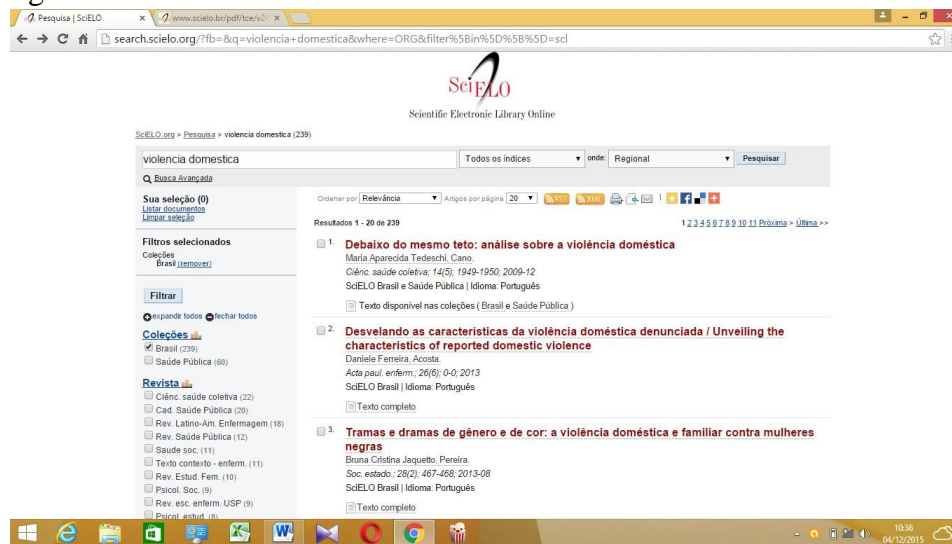 Pesquisa | SciELO
www.scielo.br/pdf/tce/v24
search.scielo.org/?fb=&q=violencia+domestica&where=ORG&filter%5Bin%5D%5B%5D=scl
SciELO
Scientific Electronic Library Online
SciELO.org > Pesquisa > violencia domestica (239)
violencia domestica Todos os índices onde: Regional Pesquisar
Busca Avançada
Sua seleção (0)
Listar documentos
Limpar seleção
Filtros selecionados
Coleções
Brasil (remover)
Filtrar
expandir todos fechar todos
Coleções
Brasil (239)
Saúde Pública (60)
Revista
Ciênc. saúde coletiva (22)
Cad. Saúde Pública (20)
Rev. Latino-Am. Enfermagem (18)
Rev. Saúde Pública (12)
Saude soc. (11)
Texto contexto - enferm. (11)
Rev. Estud. Fem. (10)
Psicol. Soc. (9)
Rev. esc. enferm. USP (9)
Psicol. estud. (8)
Ordenar por Relevância Artigos por página 20 RSS XML
Resultados 1 - 20 de 239 1 2 3 4 5 6 7 8 9 10 11 Próxima > Última >>
1. Debaixo do mesmo teto: análise sobre a violência doméstica
Maria Aparecida Tedeschi, Cano.
Ciênc. saúde coletiva; 14(5); 1949-1950; 2009-12
SciELO Brasil e Saúde Pública | Idioma: Português
Texto disponível nas coleções ( Brasil e Saúde Pública )
2. Desvelando as características da violência doméstica denunciada / Unveiling the
characteristics of reported domestic violence
Daniele Ferreira, Acosta.
Acta paul. enferm.; 26(6); 0-0; 2013
SciELO Brasil | Idioma: Português
Texto completo
3. Tramas e dramas de gênero e de cor: a violência doméstica e familiar contra mulheres
negras
Bruna Cristina Jaquetto, Pereira.
Soc. estado.; 28(2); 467-468; 2013-08
SciELO Brasil | Idioma: Português
Texto completo
10:36
04/12/2015